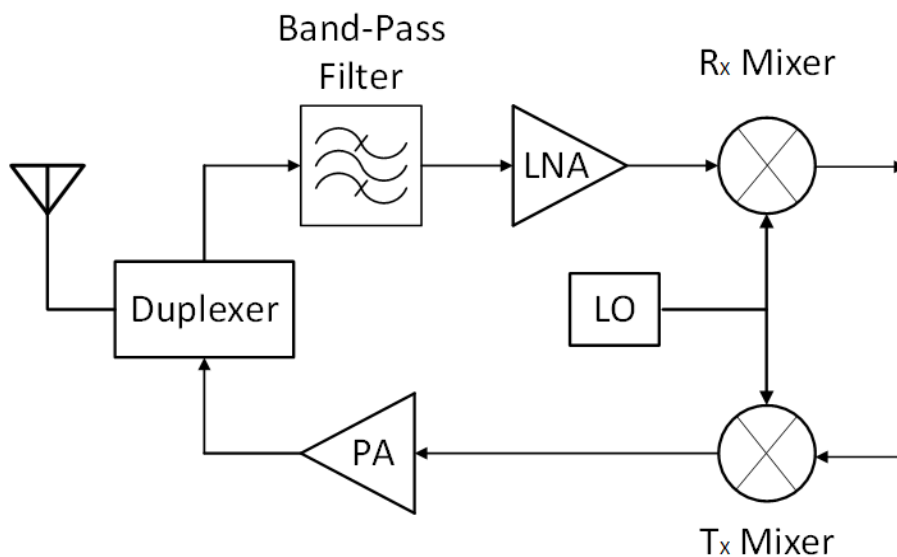 Band-Pass
Filter
Rx Mixer
LNA
Duplexer
LO
PA
Tx Mixer